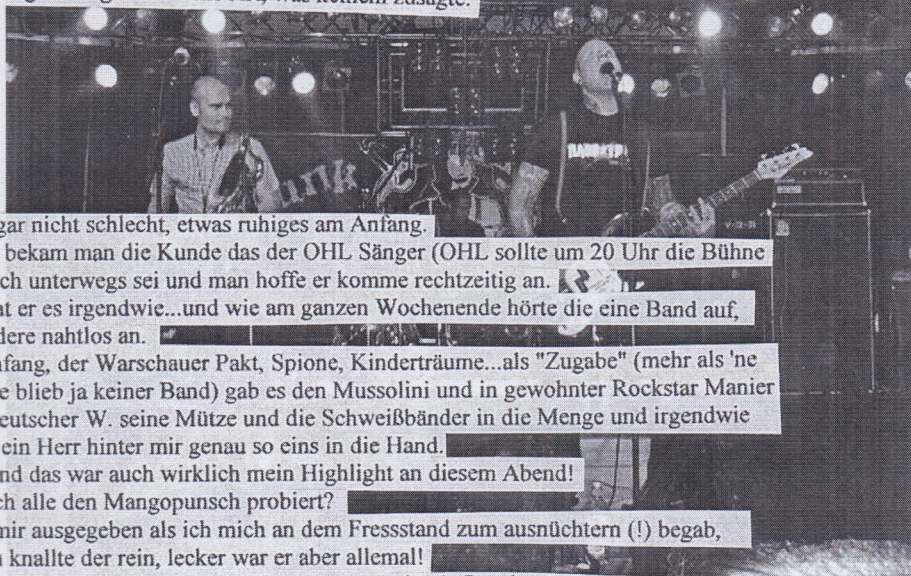 was keinem zusagte.
unk
gar nicht schlecht, etwas ruhiges am Anfang.
bekam man die Kunde das der OHL Sänger (OHL sollte um 20 Uhr die Bühne
ch unterwegs sei und man hoffe er komme rechtzeitig an.
at er es irgendwie...und wie am ganzen Wochenende hörte die eine Band auf,
dere nahtlos an.
nfang, der Warschauer Pakt, Spione, Kinderträume...als "Zugabe" (mehr als 'ne
e blieb ja keiner Band) gab es den Mussolini und in gewohnter Rockstar Manier
eutscher W. seine Mütze und die Schweißbänder in die Menge und irgendwie
ein Herr hinter mir genau so eins in die Hand.
nd das war auch wirklich mein Highlight an diesem Abend!
ch alle den Mangopunsch probiert?
mir ausgegeben als ich mich an dem Fressstand zum ausnüchtern (!) begab,
knallte der rein, lecker war er aber allemal!